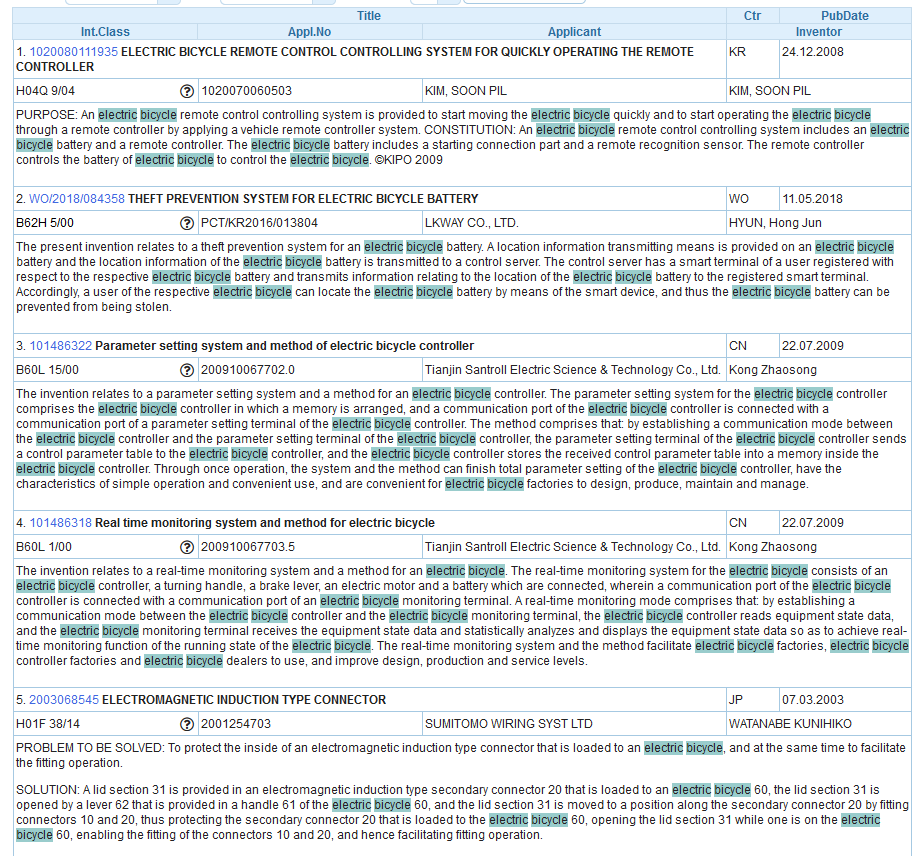 Title Ctr PubDate
Int.Class Appl.No Applicant Inventor
1. 1020080111935 ELECTRIC BICYCLE REMOTE CONTROL CONTROLLING SYSTEM FOR QUICKLY OPERATING THE REMOTE
CONTROLLER
KR 24.12.2008
H04Q 9/04 ? 1020070060503 KIM, SOON PIL KIM, SOON PIL
PURPOSE: An electric bicycle remote control controlling system is provided to start moving the electric bicycle quickly and to start operating the electric bicycle
through a remote controller by applying a vehicle remote controller system. CONSTITUTION: An electric bicycle remote control controlling system includes an electric
bicycle battery and a remote controller. The electric bicycle battery includes a starting connection part and a remote recognition sensor. The remote controller
controls the battery of electric bicycle to control the electric bicycle. ©KIPO 2009
2. WO/2018/084358 THEFT PREVENTION SYSTEM FOR ELECTRIC BICYCLE BATTERY WO 11.05.2018
B62H 5/00 ? PCT/KR2016/013804 LKWAY CO., LTD. HYUN, Hong Jun
The present invention relates to a theft prevention system for an electric bicycle battery. A location information transmitting means is provided on an electric bicycle
battery and the location information of the electric bicycle battery is transmitted to a control server. The control server has a smart terminal of a user registered with
respect to the respective electric bicycle battery and transmits information relating to the location of the electric bicycle battery to the registered smart terminal.
Accordingly, a user of the respective electric bicycle can locate the electric bicycle battery by means of the smart device, and thus the electric bicycle battery can be
prevented from being stolen.
3. 101486322 Parameter setting system and method of electric bicycle controller CN 22.07.2009
B60L 15/00 ? 200910067702.0 Tianjin Santroll Electric Science & Technology Co., Ltd. Kong Zhaosong
The invention relates to a parameter setting system and a method for an electric bicycle controller. The parameter setting system for the electric bicycle controller
comprises the electric bicycle controller in which a memory is arranged, and a communication port of the electric bicycle controller is connected with a
communication port of a parameter setting terminal of the electric bicycle controller. The method comprises that: by establishing a communication mode between
the electric bicycle controller and the parameter setting terminal of the electric bicycle controller, the parameter setting terminal of the electric bicycle controller sends
a control parameter table to the electric bicycle controller, and the electric bicycle controller stores the received control parameter table into a memory inside the
electric bicycle controller. Through once operation, the system and the method can finish total parameter setting of the electric bicycle controller, have the
characteristics of simple operation and convenient use, and are convenient for electric bicycle factories to design, produce, maintain and manage.
4. 101486318 Real time monitoring system and method for electric bicycle CN 22.07.2009
B60L 1/00 ? 200910067703.5 Tianjin Santroll Electric Science & Technology Co., Ltd. Kong Zhaosong
The invention relates to a real-time monitoring system and a method for an electric bicycle. The real-time monitoring system for the electric bicycle consists of an
electric bicycle controller, a turning handle, a brake lever, an electric motor and a battery which are connected, wherein a communication port of the electric bicycle
controller is connected with a communication port of an electric bicycle monitoring terminal. A real-time monitoring mode comprises that: by establishing a
communication mode between the electric bicycle controller and the electric bicycle monitoring terminal, the electric bicycle controller reads equipment state data,
and the electric bicycle monitoring terminal receives the equipment state data and statistically analyzes and displays the equipment state data so as to achieve real-
time monitoring function of the running state of the electric bicycle. The real-time monitoring system and the method facilitate electric bicycle factories, electric bicycle
controller factories and electric bicycle dealers to use, and improve design, production and service levels.
5. 2003068545 ELECTROMAGNETIC INDUCTION TYPE CONNECTOR JP 07.03.2003
H01F 38/14 ? 2001254703 SUMITOMO WIRING SYST LTD WATANABE KUNIHIKO
PROBLEM TO BE SOLVED: To protect the inside of an electromagnetic induction type connector that is loaded to an electric bicycle, and at the same time to facilitate
the fitting operation.
SOLUTION: A lid section 31 is provided in an electromagnetic induction type secondary connector 20 that is loaded to an electric bicycle 60, the lid section 31 is
opened by a lever 62 that is provided in a handle 61 of the electric bicycle 60, and the lid section 31 is moved to a position along the secondary connector 20 by fitting
connectors 10 and 20, thus protecting the secondary connector 20 that is loaded to the electric bicycle 60, opening the lid section 31 while one is on the electric
bicycle 60, enabling the fitting of the connectors 10 and 20, and hence facilitating fitting operation.